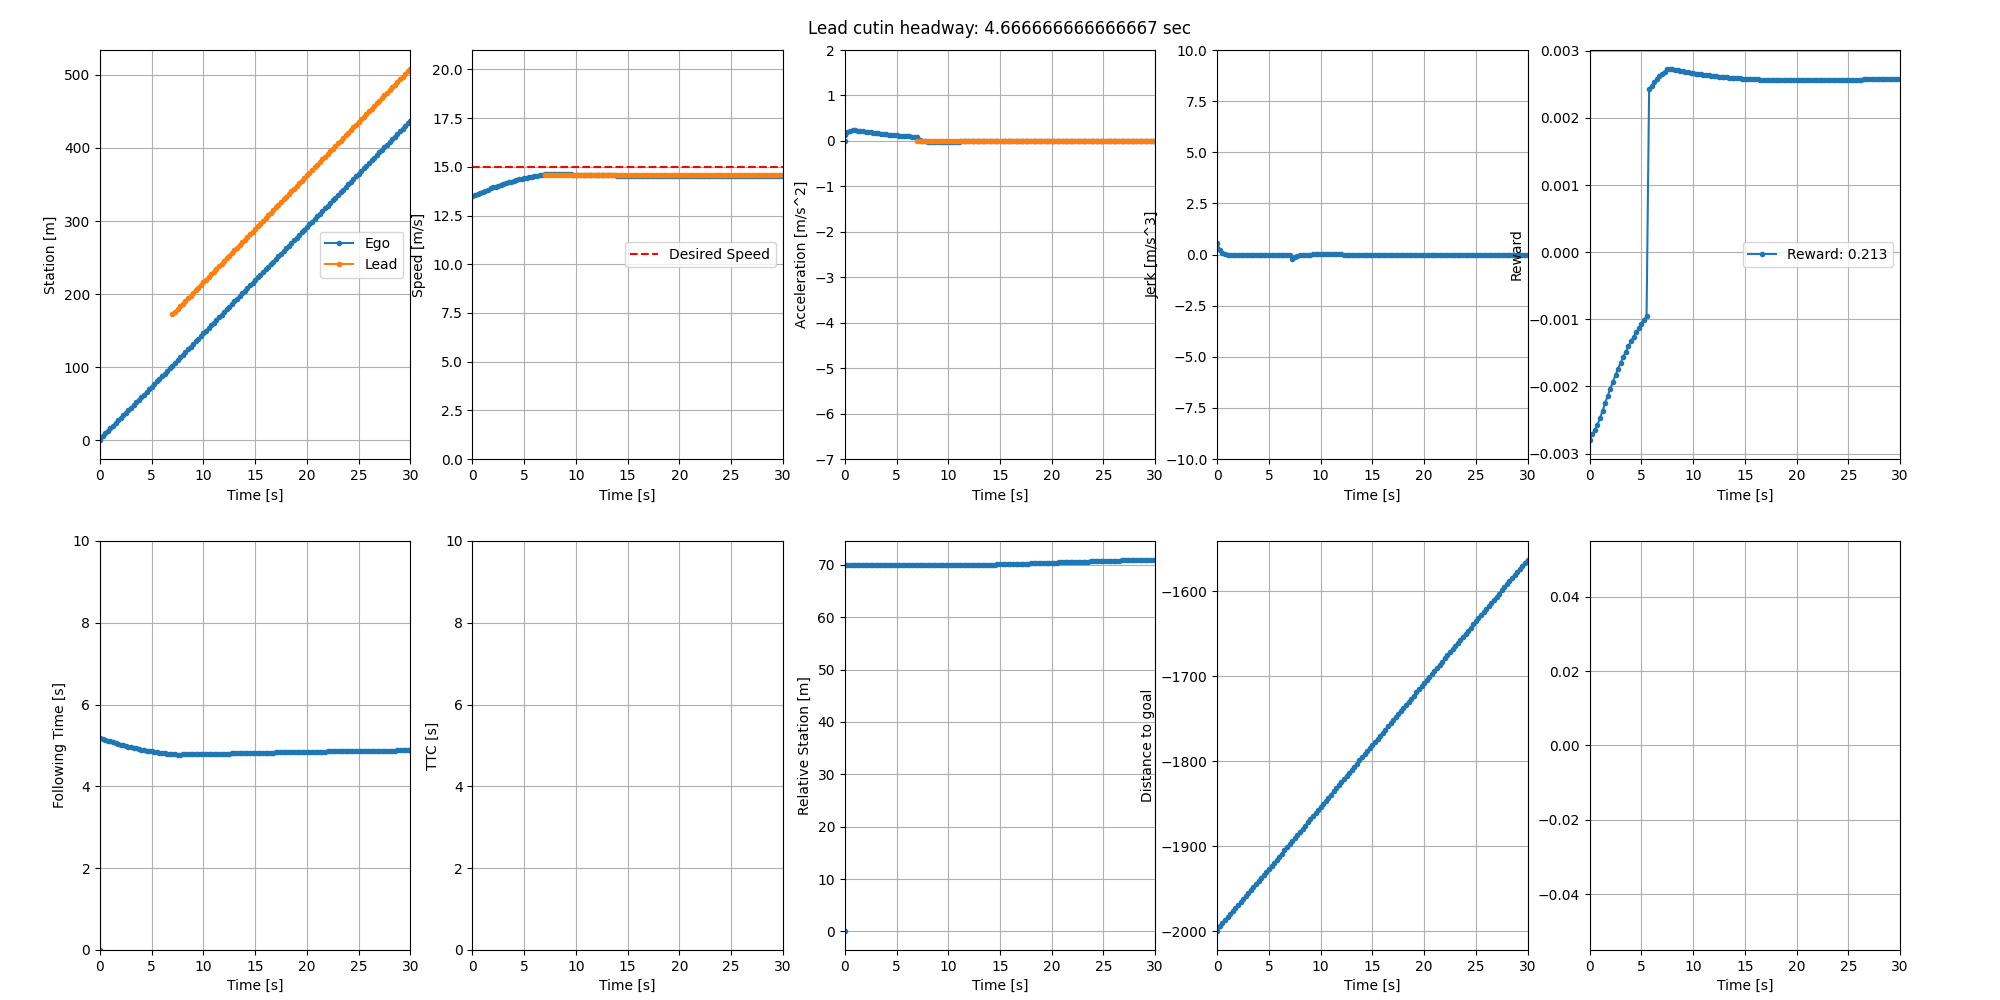 Lead cutin headway: 4.666666666666667 sec
Station [m]
500
400
300
200
100
0
Ego
Lead
0 5 10 15 20 25 30
Time [s]
Speed [m/s]
20.0
17.5
15.0
12.5
10.0
7.5
5.0
2.5
0.0
Desired Speed
0 5 10 15 20 25 30
Time [s]
Acceleration [m/s^2]
2
1
0
−1
−2
−3
−4
−5
−6
−7
0 5 10 15 20 25 30
Time [s]
Jerk [m/s^3]
10.0
7.5
5.0
2.5
0.0
−2.5
−5.0
−7.5
−10.0
0 5 10 15 20 25 30
Time [s]
Reward
0.003
0.002
0.001
0.000
−0.001
−0.002
−0.003
Reward: 0.213
0 5 10 15 20 25 30
Time [s]
Following Time [s]
10
8
6
4
2
0
0 5 10 15 20 25 30
Time [s]
TTC [s]
10
8
6
4
2
0
0 5 10 15 20 25 30
Time [s]
Relative Station [m]
70
60
50
40
30
20
10
0
0 5 10 15 20 25 30
Time [s]
Distance to goal
−1600
−1700
−1800
−1900
−2000
0 5 10 15 20 25 30
Time [s]
0.04
0.02
0.00
−0.02
−0.04
0 5 10 15 20 25 30
Time [s]